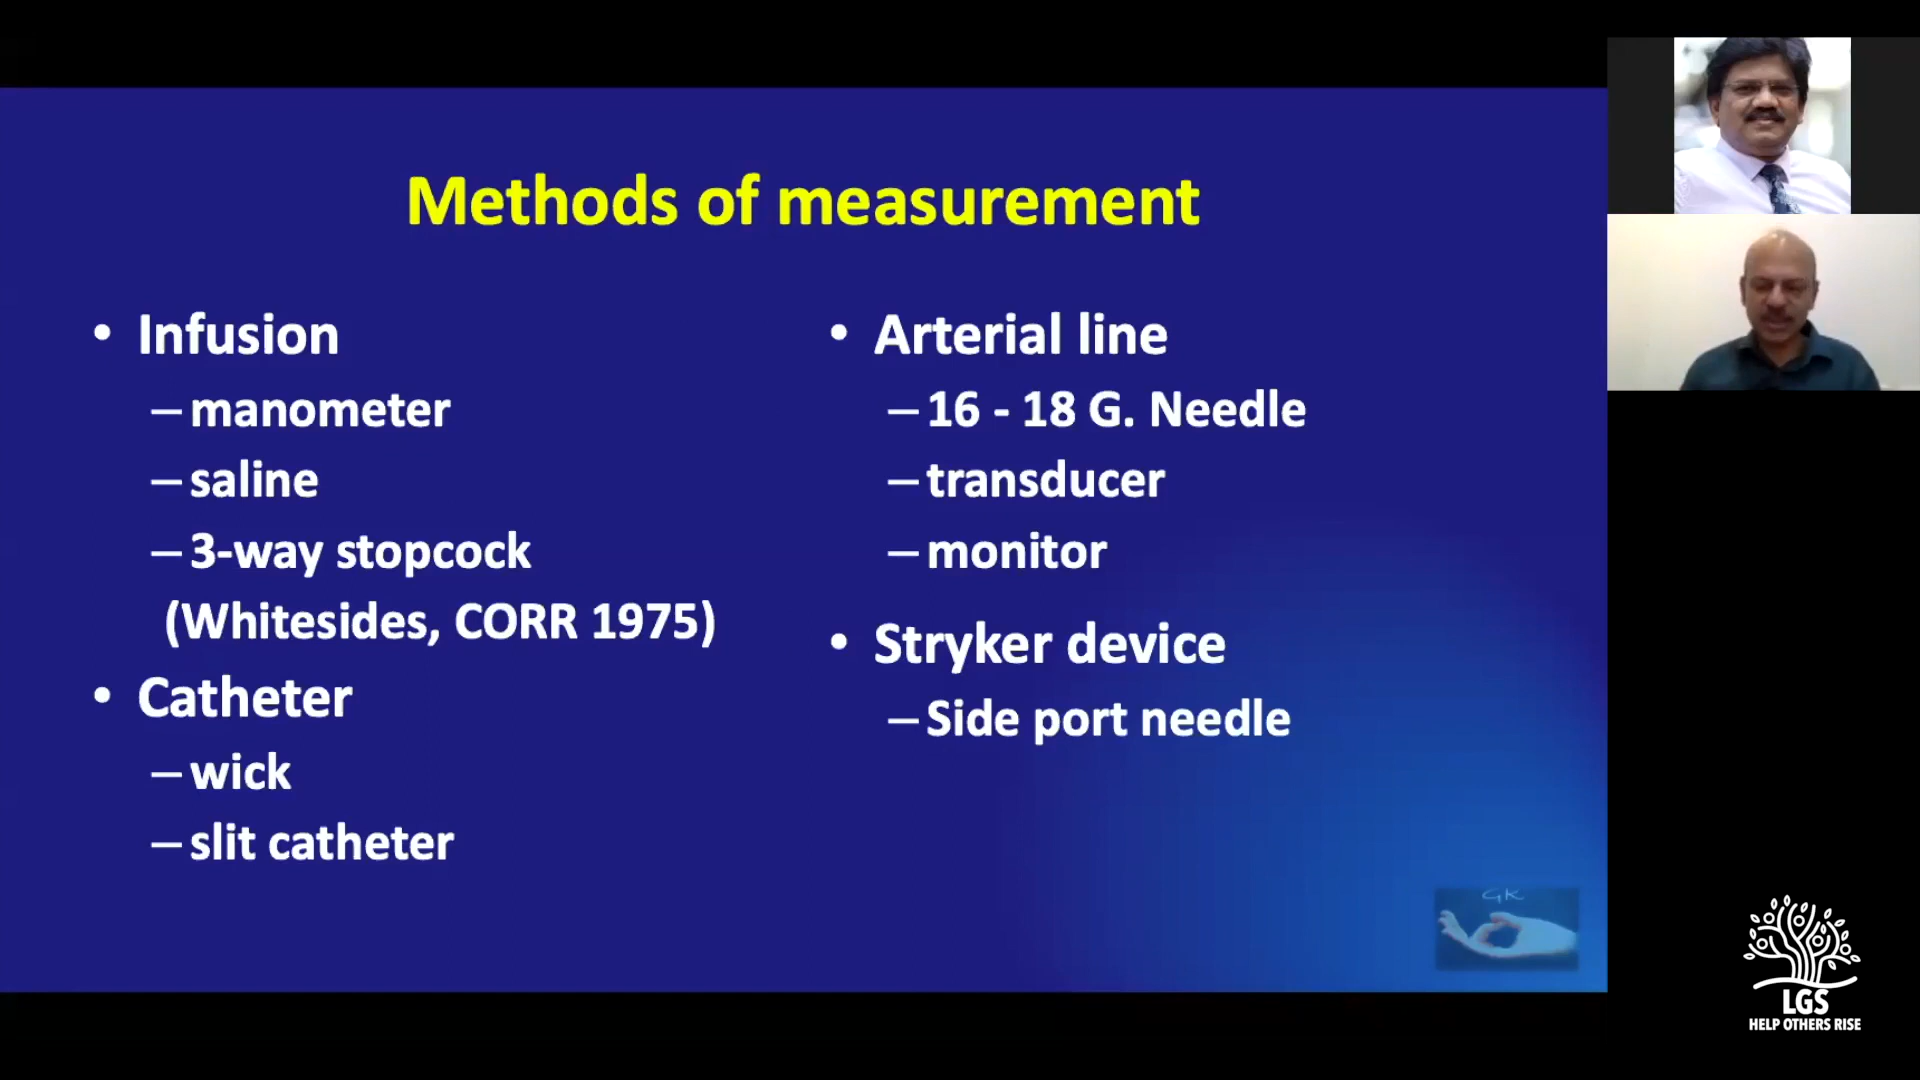 Methods of measurement
• Infusion
– manometer
– saline
– 3-way stopcock
(Whitesides, CORR 1975)
• Catheter
– wick
– slit catheter
• Arterial line
– 16 - 18 G. Needle
– transducer
– monitor
• Stryker device
– Side port needle
GK
LGS
HELP OTHERS RISE